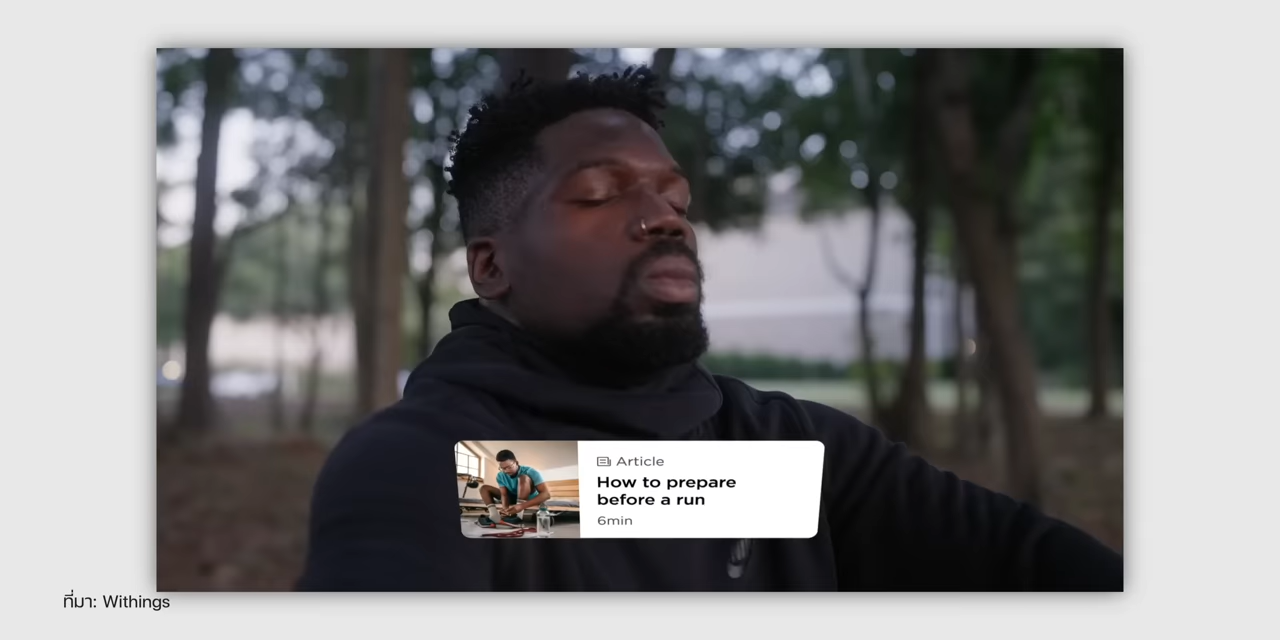 Article
How to prepare
before a run
6min
ที่มา: Withings